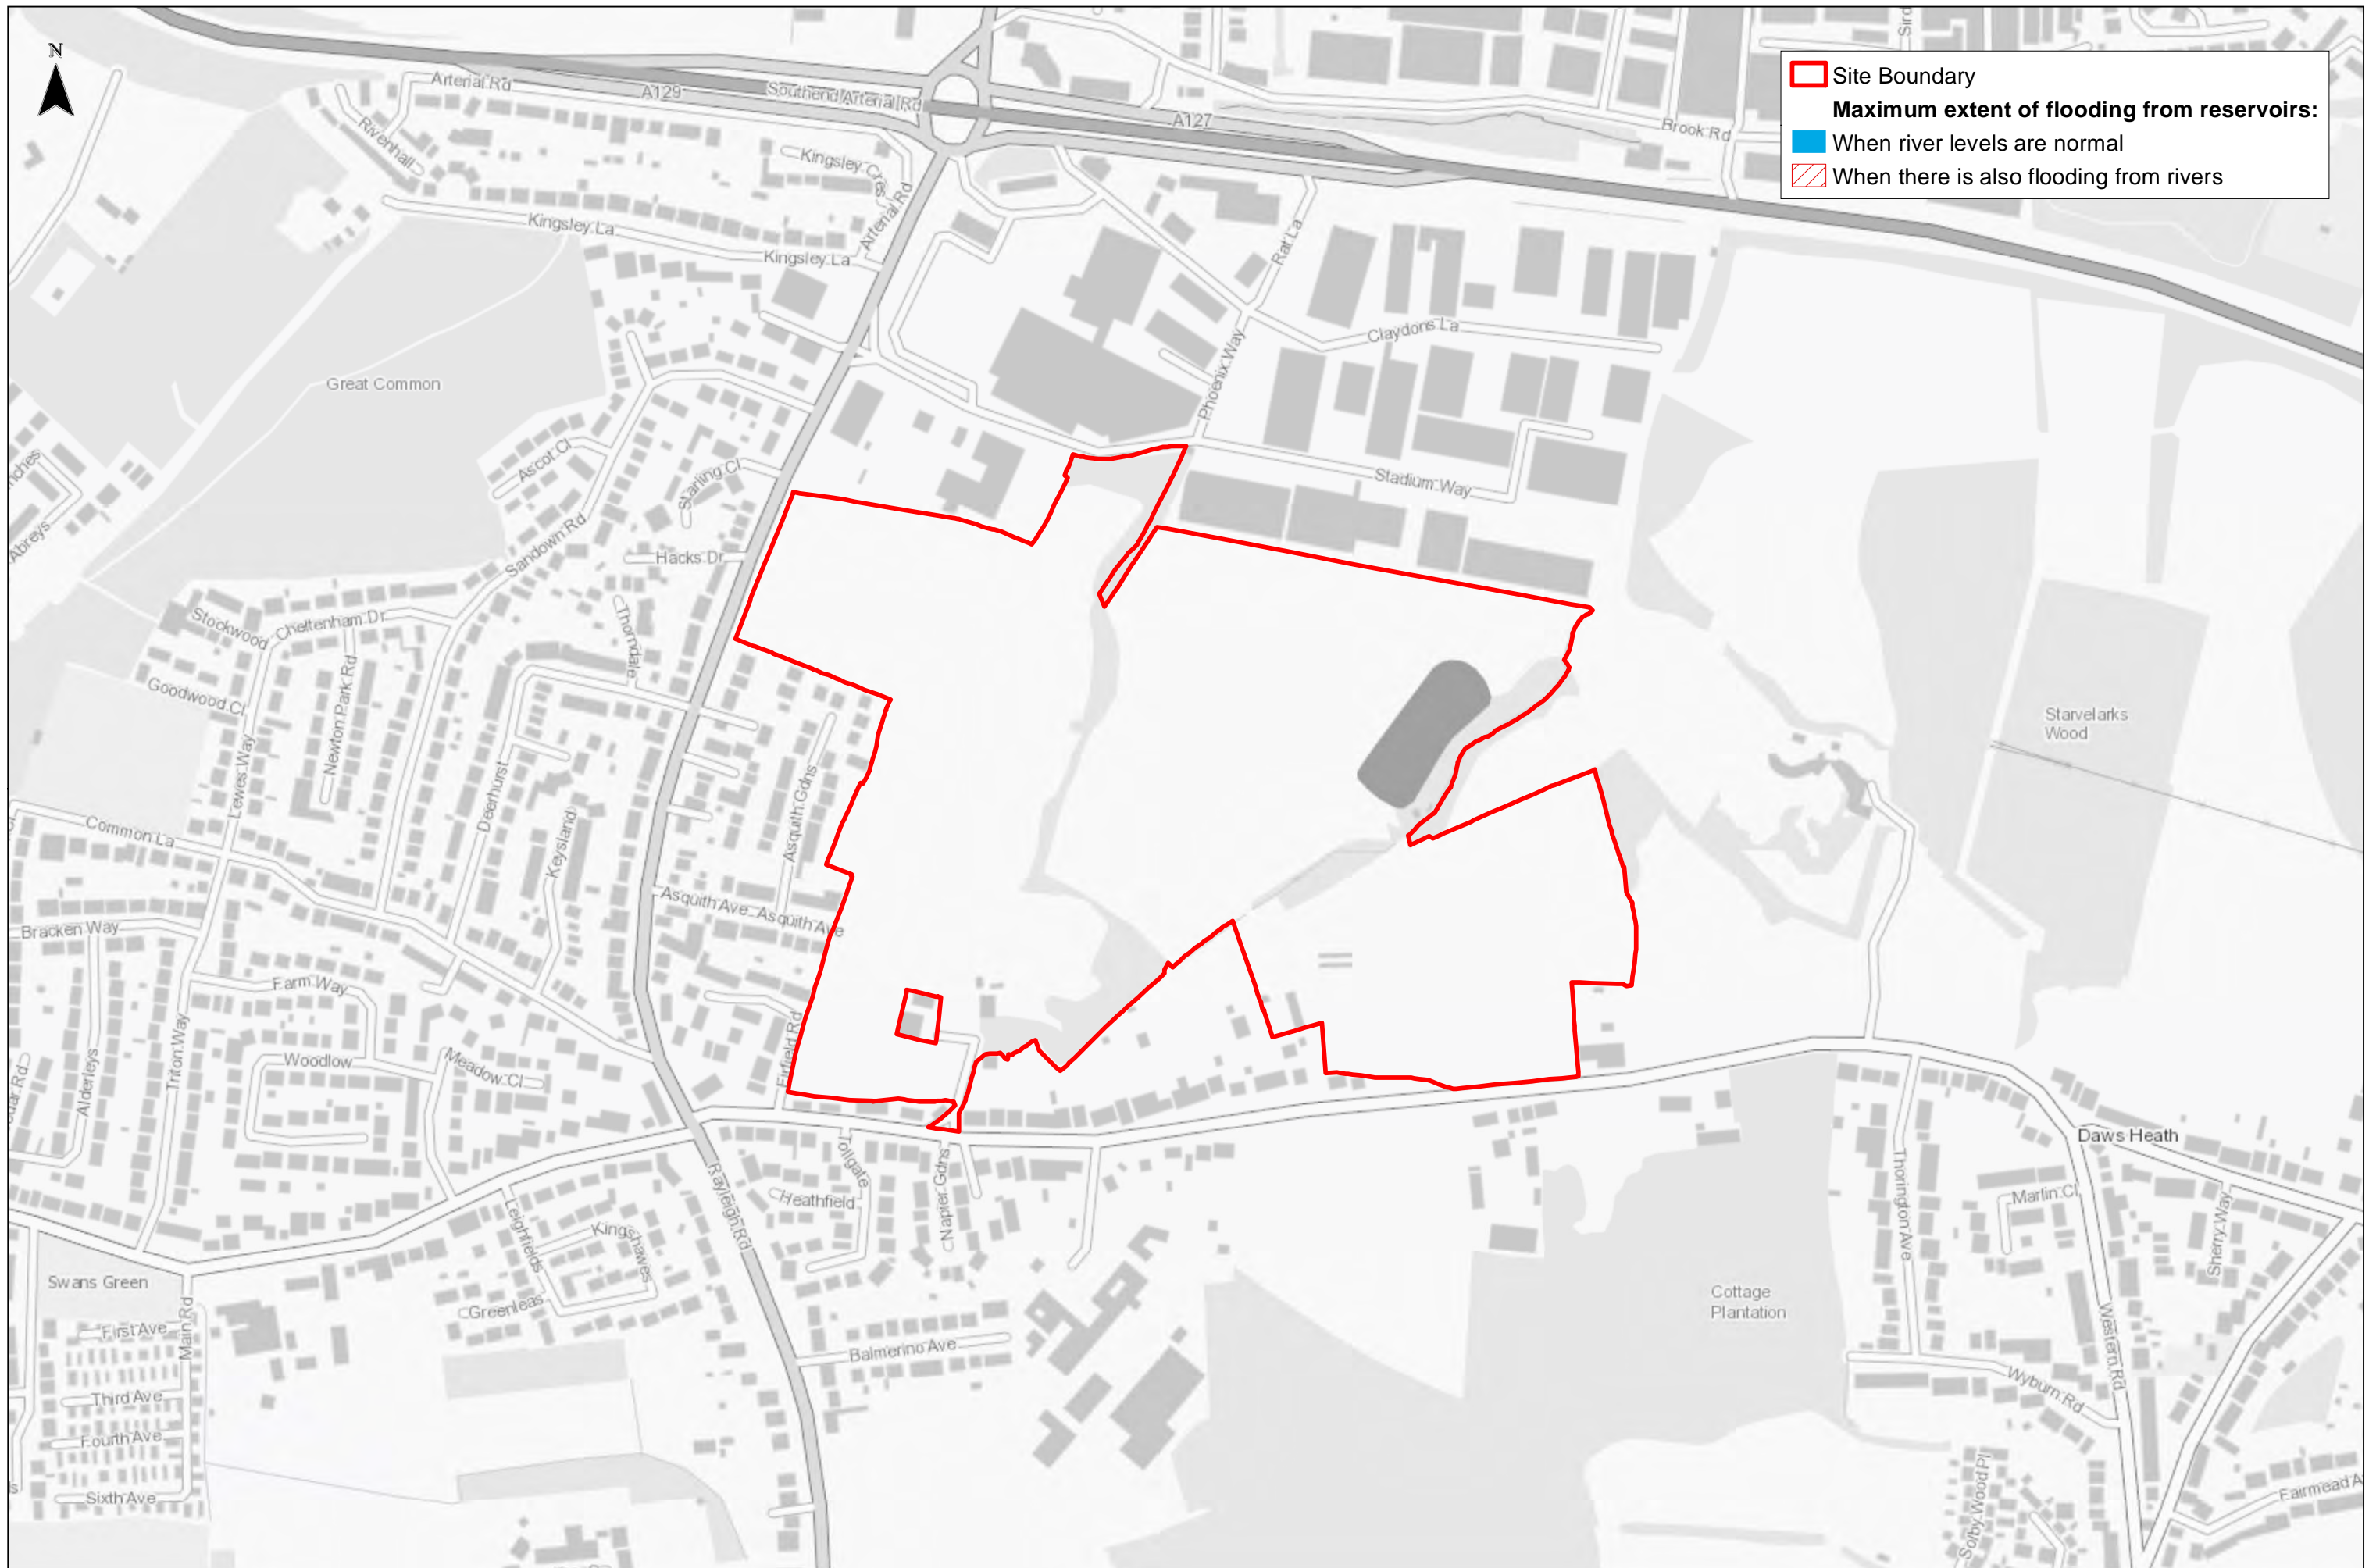 N
Site Boundary
Maximum extent of flooding from reservoirs:
When river levels are normal
When there is also flooding from rivers
Arterial Rd
A129
Southend Arterial Rd
A127
Brook Rd
Rivenhall
Kingsley Cres
Arterial Rd
Kingsley La
Kingsley La
Rat La
Claydons La
Phoenix Way
Great Common
Ascot Cl
Starling Cl
Stadium Way
Abreys
Sandown Rd
Hacks Dr
Stockwood
Cheltenham Dr
Thorndale
Newton Park Rd
Goodwood Cl
Starvelarks
Wood
Lewes Way
Deerhurst
Asquith Gdns
Common La
Keysland
Asquith Ave
Asquith Ave
Bracken Way
Farm Way
Firfield Rd
Triton Way
Alderleys
Woodlow
Meadow Cl
Daws Heath
Tollgate
Rayleigh Rd
Heathfield
Napier Gdns
Thorington Ave
Marlin Cl
Sherry Way
Leighfields
Kingshawes
Swans Green
Greenleas
Cottage
Plantation
Main Rd
First Ave
Balmerino Ave
Western Rd
Wyburn Rd
Third Ave
Fourth Ave
Sixth Ave
Solby Wood Pl
Fairmead A